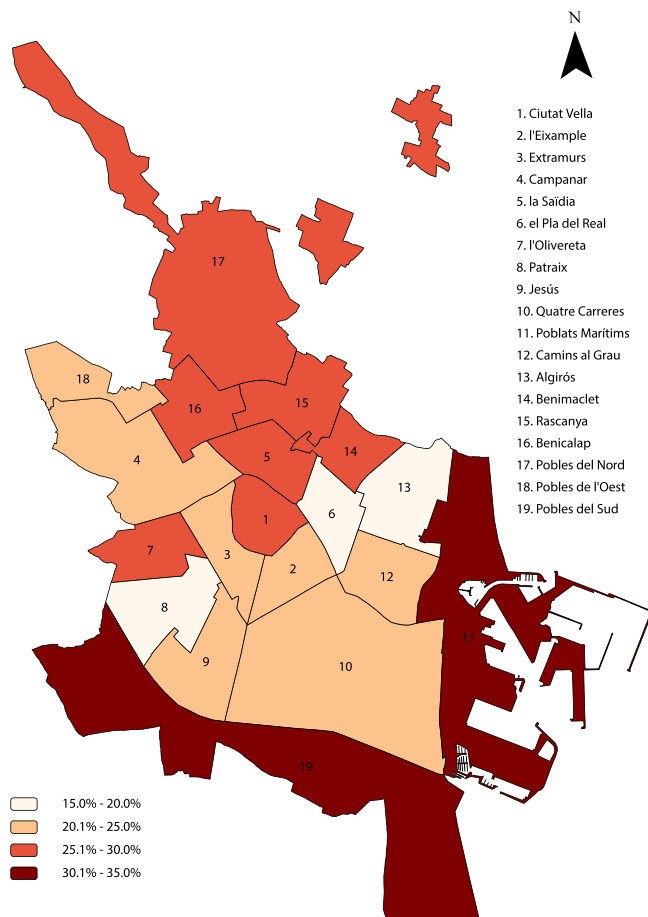 N
1. Ciutat Vella
2. l'Eixample
3. Extramurs
4. Campanar
5. la Saïdia
6. el Pla del Real
7. l'Olivereta
8. Patraix
9. Jesús
10. Quatre Carreres
11. Poblats Marítims
12. Camins al Grau
13. Algirós
14. Benimaclet
15. Rascanya
16. Benicalap
17. Pobles del Nord
18. Pobles de l'Oest
19. Pobles del Sud
17
18
16
15
14
4
5
13
6
1
7
3
2
12
8
11
9
10
19
15.0% - 20.0%
20.1% - 25.0%
25.1% - 30.0%
30.1% - 35.0%